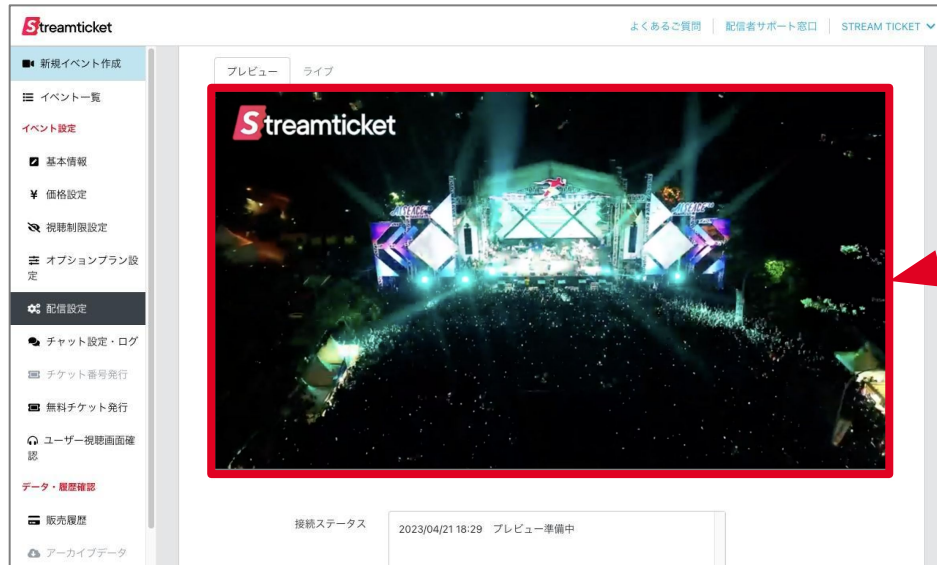 Streamticket
よくあるご質問
配信者サポート窓口
STREAM TICKET
新規イベント作成
イベント一覧
イベント設定
基本情報
¥ 価格設定
視聴制限設定
オプションプラン設
定
配信設定
チャット設定・ログ
チケット番号発行
無料チケット発行
ユーザー視聴画面確
認
データ・履歴確認
販売履歴
アーカイブデータ
プレビュー
ライブ
Streamticket
接続ステータス
2023/04/21 18:29 プレビュー準備中